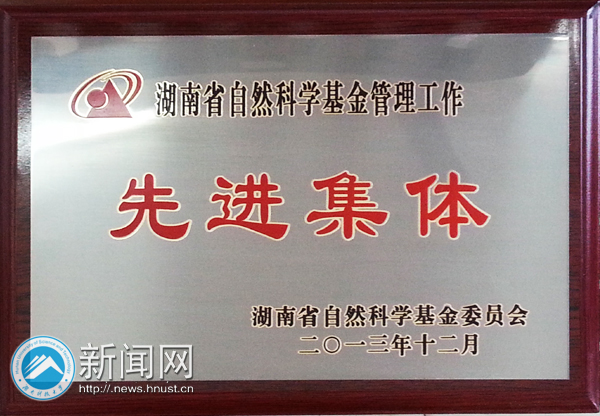 湖南省自然科学基金管理工作
先进集体
湖南省自然科学基金委员会
二〇一三年十二月
新闻网
http://news.hnust.cn